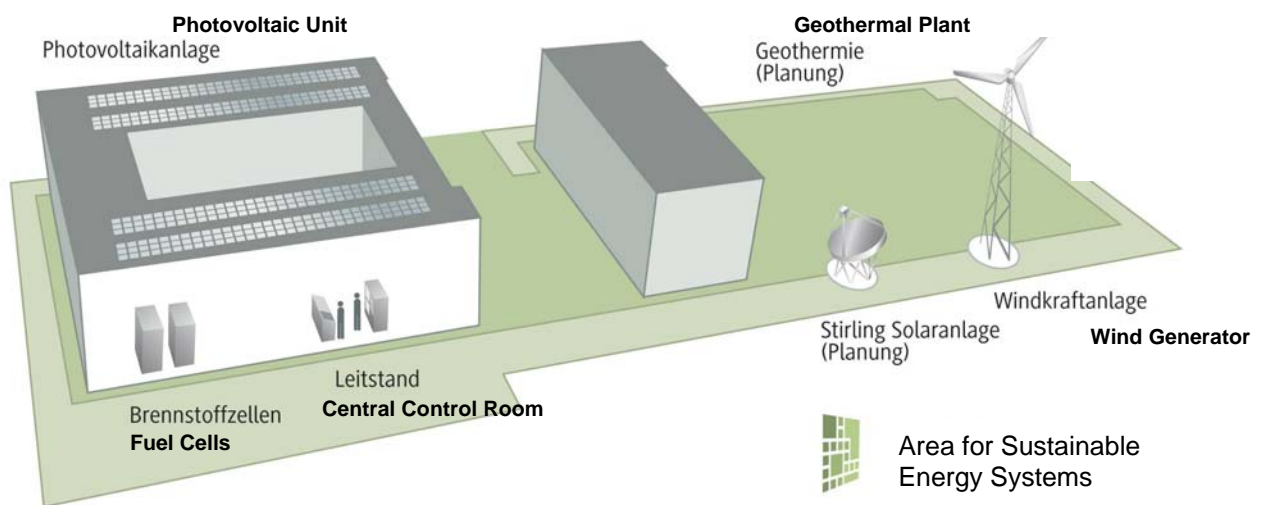 Photovoltaic Unit
Photovoltaikanlage
Geothermal Plant
Geothermie
(Planung)
Windkraftanlage
Wind Generator
Stirling Solaranlage
(Planung)
Leitstand
Central Control Room
Brennstoffzellen
Fuel Cells
Area for Sustainable
Energy Systems